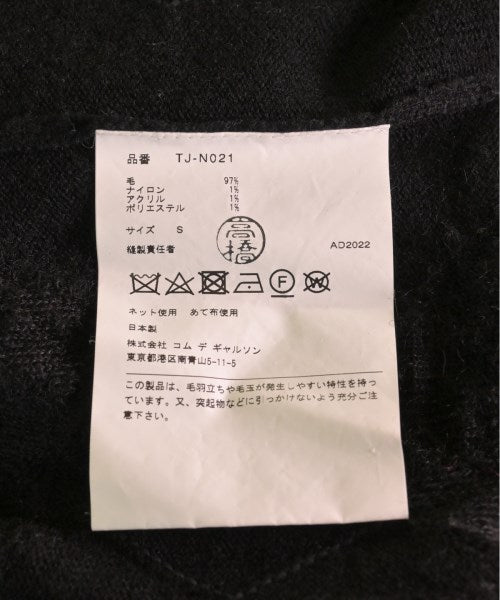 品番 TJ-N021
毛 97%
ナイロン 1%
アクリル 1%
ポリエステル 1%
サイズ S
縫製責任者 高橋 AD2022
F W
ネット使用 あて布使用
日本製
株式会社 コム デ ギャルソン
東京都港区南青山5-11-5
この製品は、毛羽立ちや毛玉が発生しやすい特性を持っ
ています。又、突起物などに引っかけないよう充分ご注
意下さい。